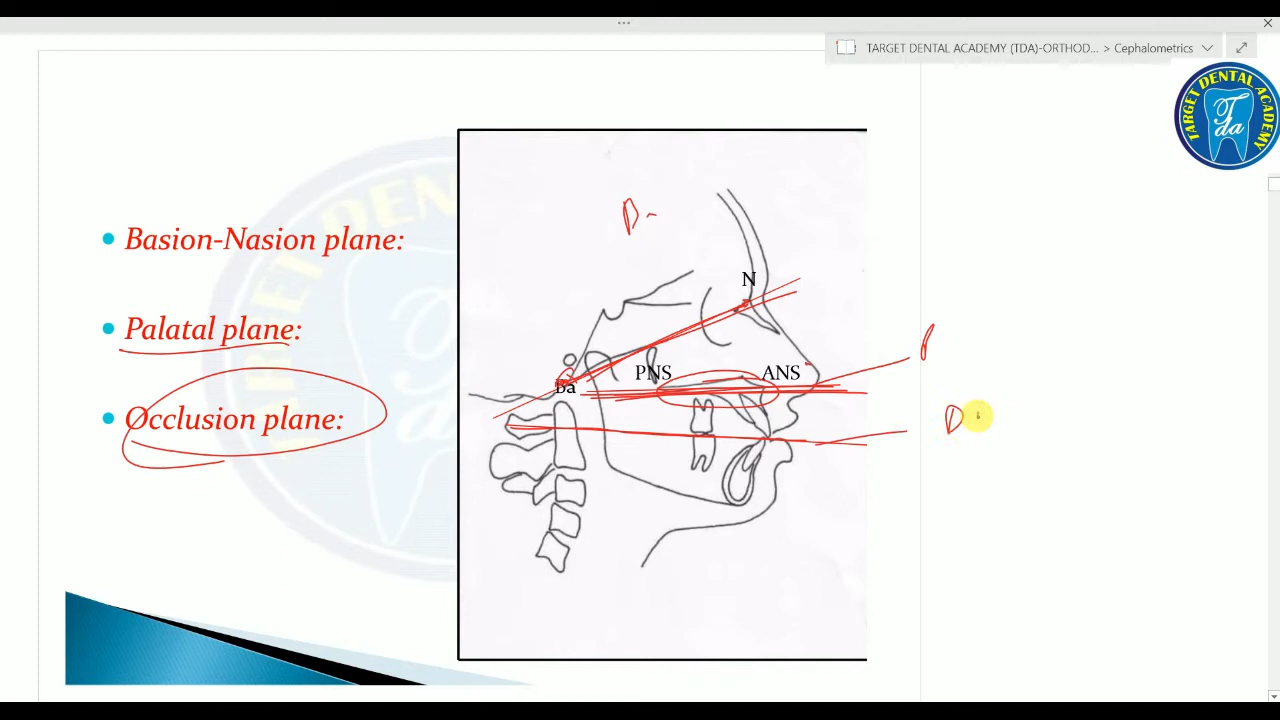 TARGET DENTAL ACADEMY (TDA)-ORTHOD... > Cephalometrics
TARGET DENTAL ACADEMY
Tda
• Basion-Nasion plane:
• Palatal plane:
• Occlusion plane:
N
PNS
ANS
Ba
P